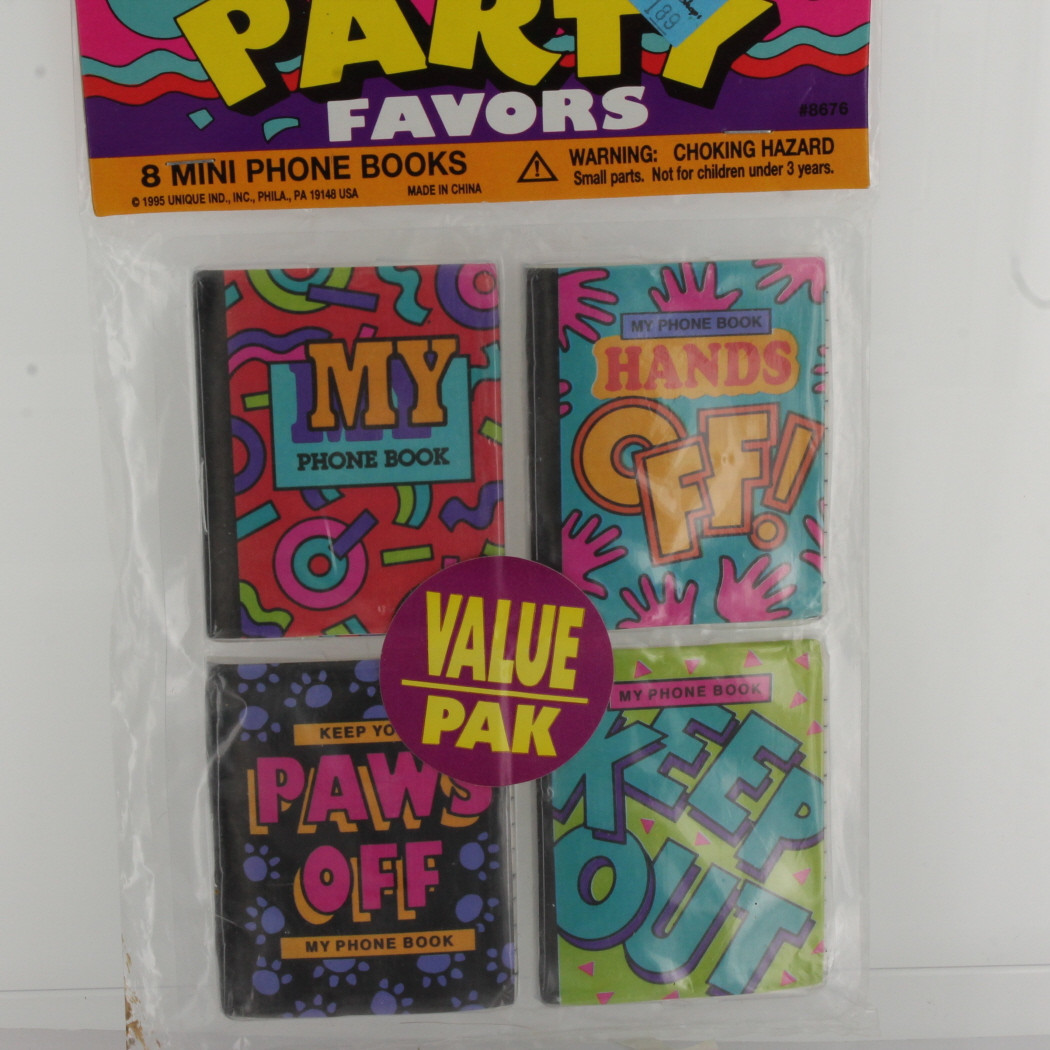 PARTY
189
FAVORS
#8676
8 MINI PHONE BOOKS
WARNING: CHOKING HAZARD
Small parts. Not for children under 3 years.
© 1995 UNIQUE IND., INC., PHILA., PA 19148 USA
MADE IN CHINA
MY
PHONE BOOK
MY PHONE BOOK
HANDS
OFF!
VALUE
PAK
KEEP YO
PAWS
OFF
MY PHONE BOOK
MY PHONE BOOK
KEEP
OUT